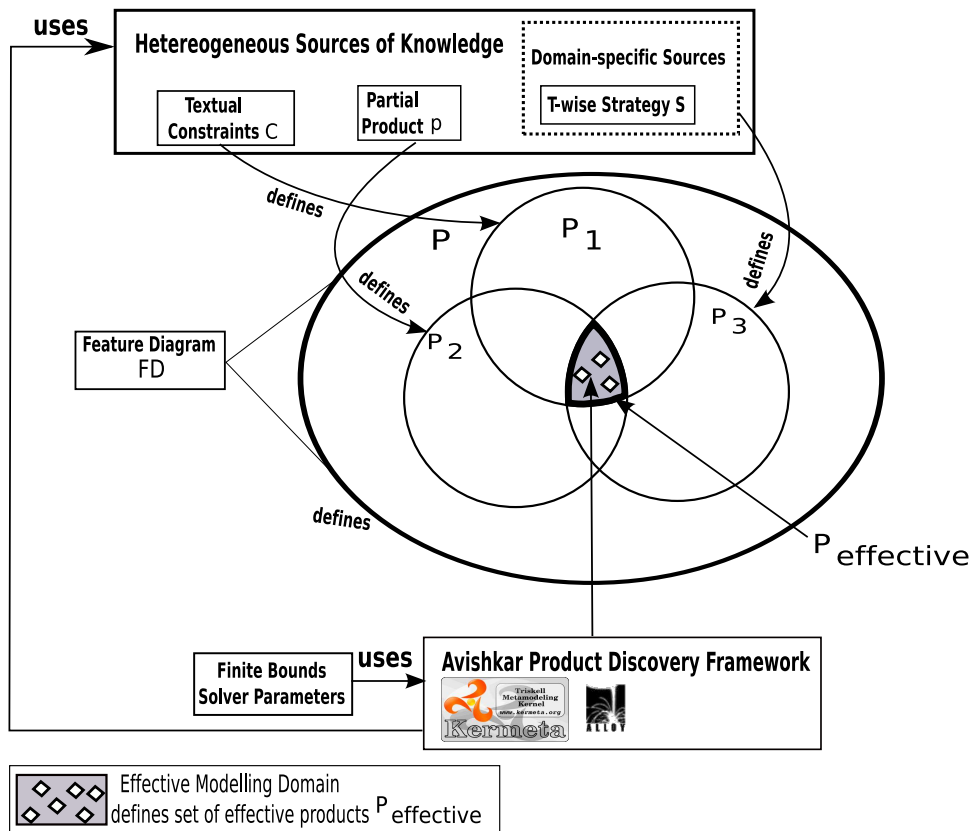 uses
Hetereogeneous Sources of Knowledge
Domain-specific Sources
T-wise Strategy S
Textual
Constraints C
Partial
Product p
defines
P
P1
defines
defines
P2
P3
Feature Diagram
FD
defines
Peffective
Finite Bounds
Solver Parameters
uses
Avishkar Product Discovery Framework
Triskell
Metamodeling
Kernel
www.kermeta.org
Kermeta
ALLOY
Effective Modelling Domain
defines set of effective products Peffective